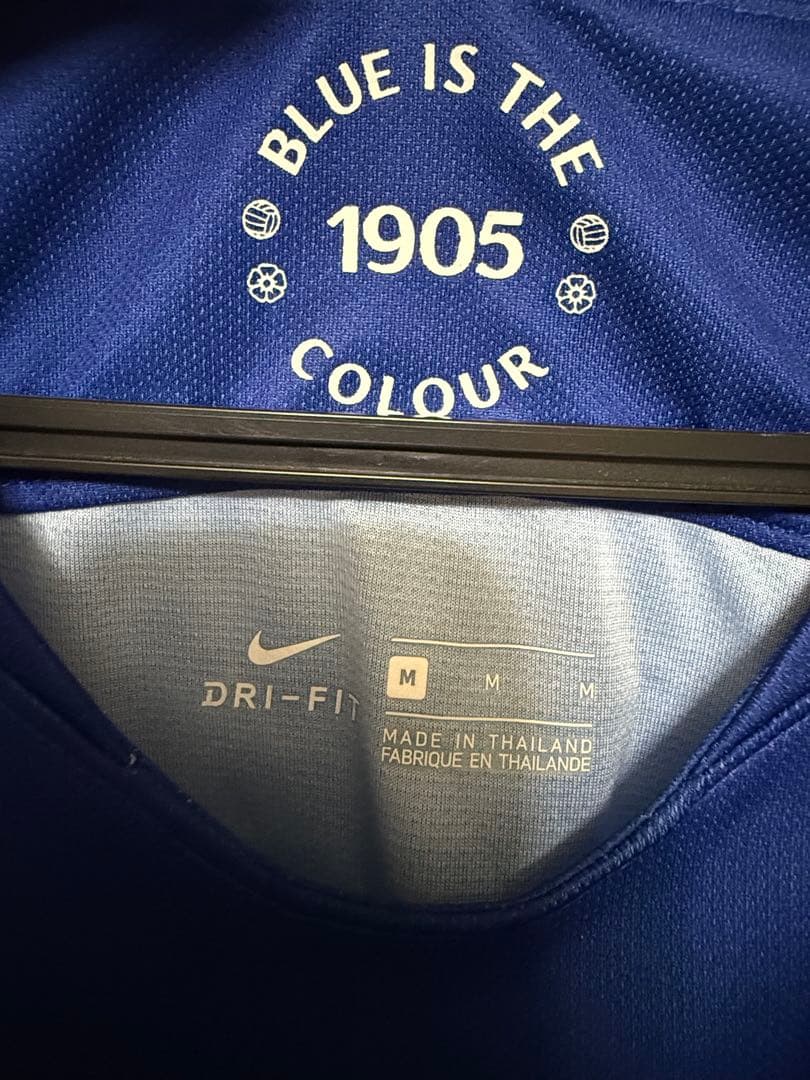 BLUE IS THE
1905
COLOUR
DRI-FIT
M M M
MADE IN THAILAND
FABRIQUE EN THAILANDE